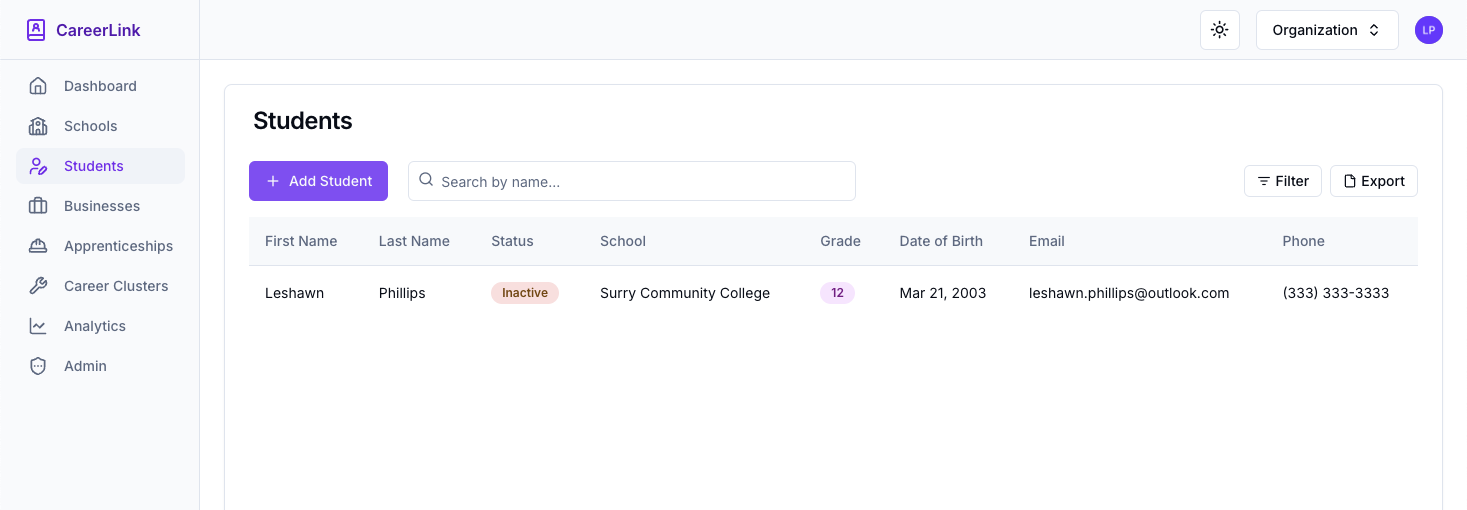 CareerLink
Organization
LP
Dashboard
Schools
Students
Businesses
Apprenticeships
Career Clusters
Analytics
Admin
Students
Add Student
Search by name...
Filter
Export
First Name Last Name Status School Grade Date of Birth Email Phone
Leshawn Phillips Inactive Surry Community College 12 Mar 21, 2003 leshawn.phillips@outlook.com (333) 333-3333